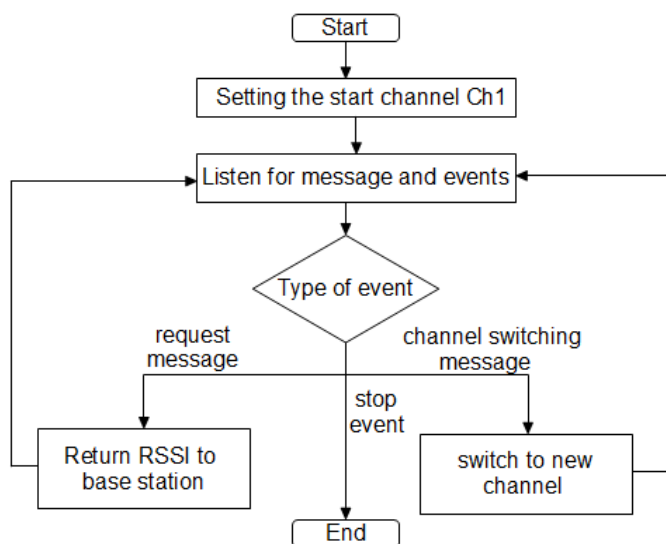 Start
Setting the start channel Ch1
Listen for message and events
Type of event
request
message
channel switching
message
stop
event
Return RSSI to
base station
switch to new
channel
End